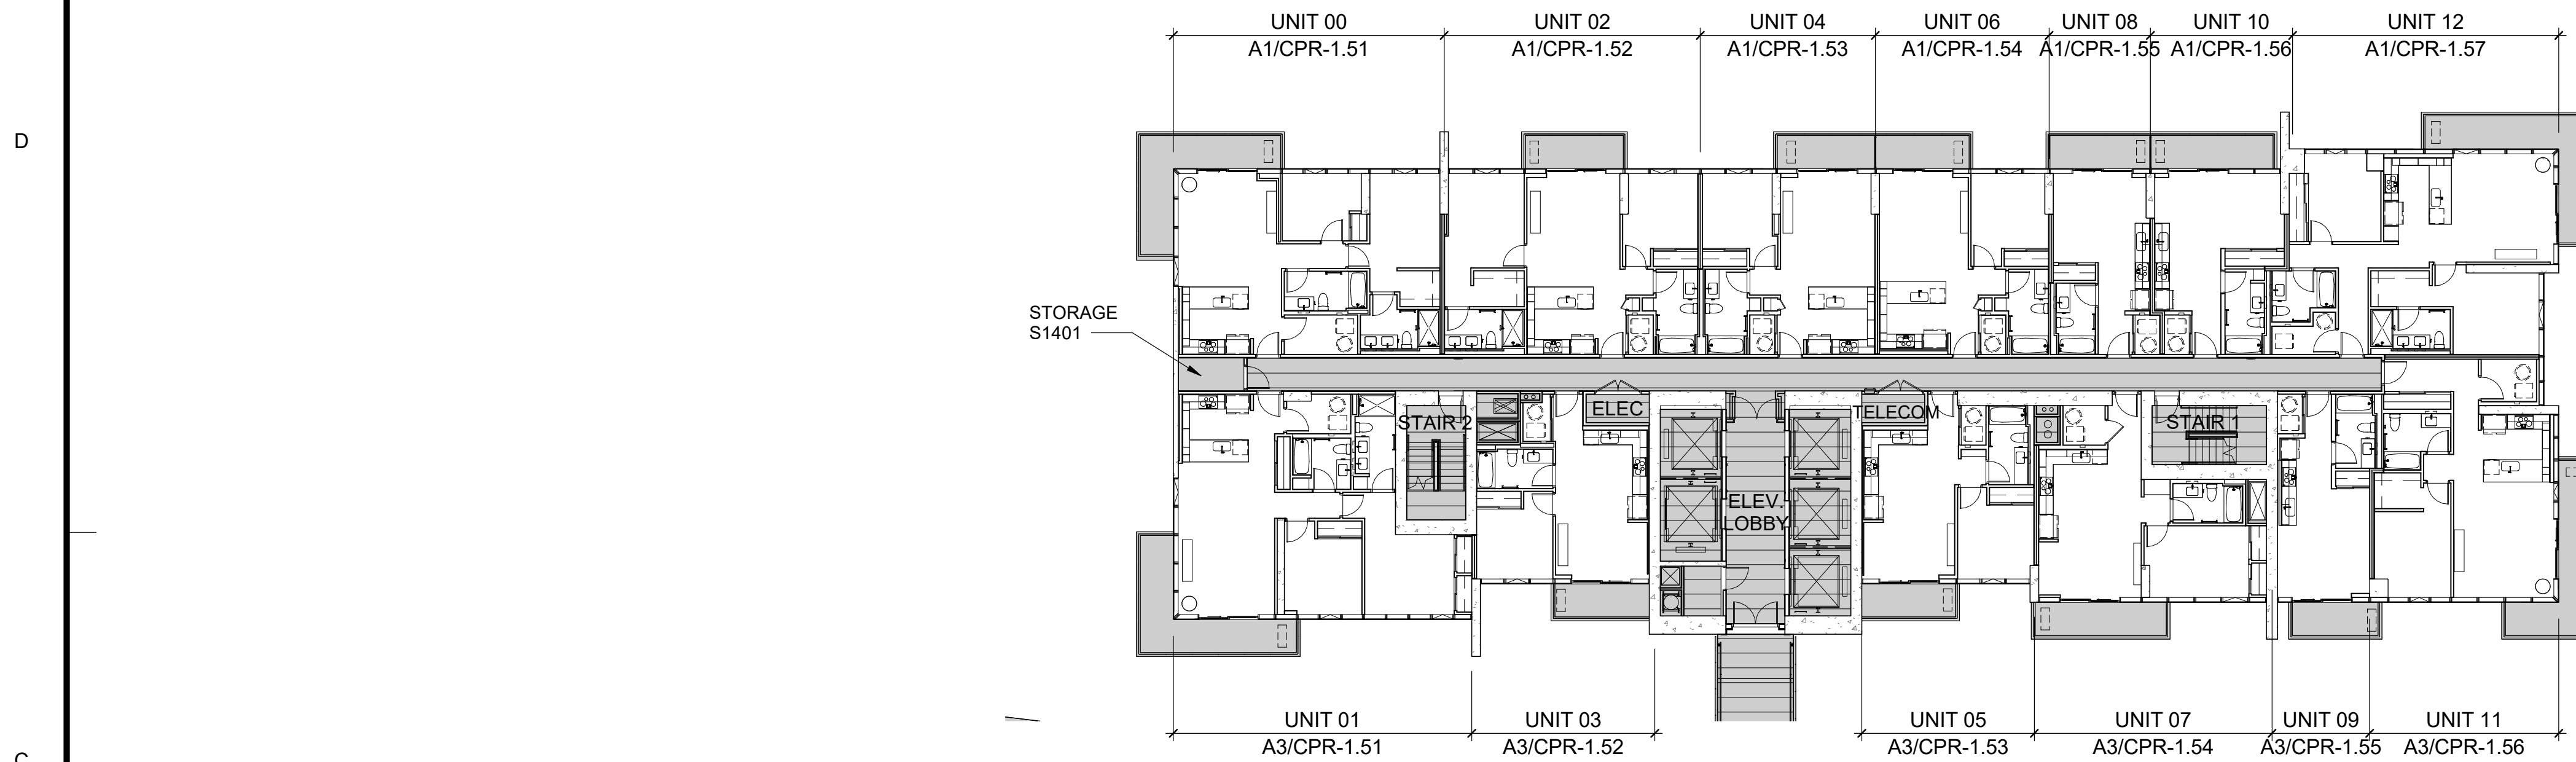 UNIT 00
A1/CPR-1.51
UNIT 02
A1/CPR-1.52
UNIT 04
A1/CPR-1.53
UNIT 06
A1/CPR-1.54
UNIT 08
A1/CPR-1.55
UNIT 10
A1/CPR-1.56
UNIT 12
A1/CPR-1.57
D
STORAGE
S1401
ELEC
TELECOM
STAIR 2
STAIR 1
ELEV.
LOBBY
UNIT 01
A3/CPR-1.51
UNIT 03
A3/CPR-1.52
UNIT 05
A3/CPR-1.53
UNIT 07
A3/CPR-1.54
UNIT 09
A3/CPR-1.55
UNIT 11
A3/CPR-1.56